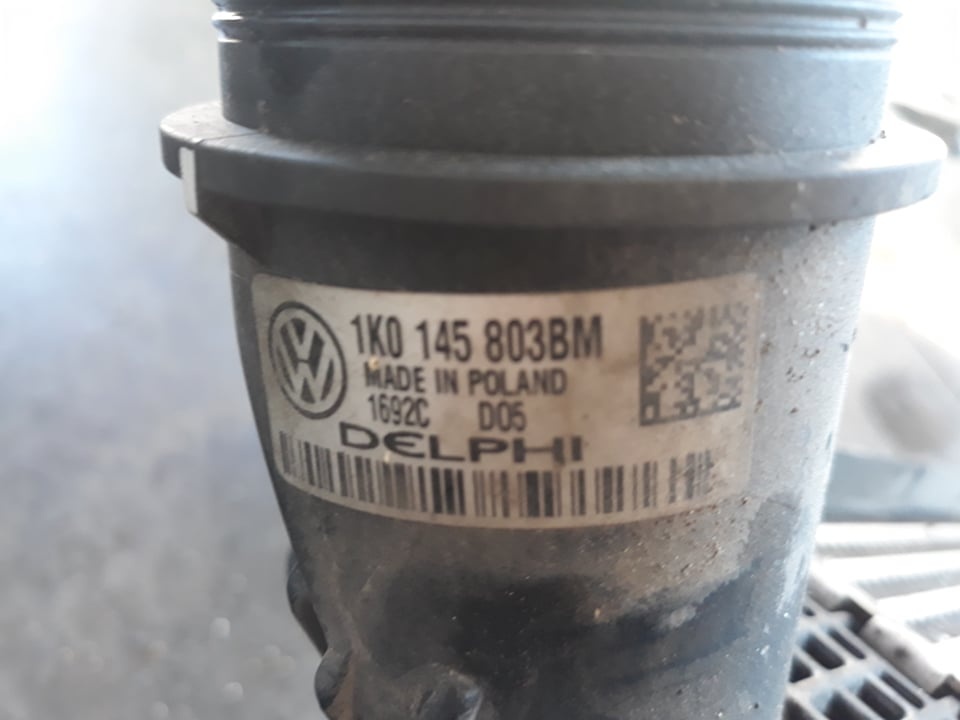 1K0 145 803BM
MADE IN POLAND
1692C D05
DELPHI